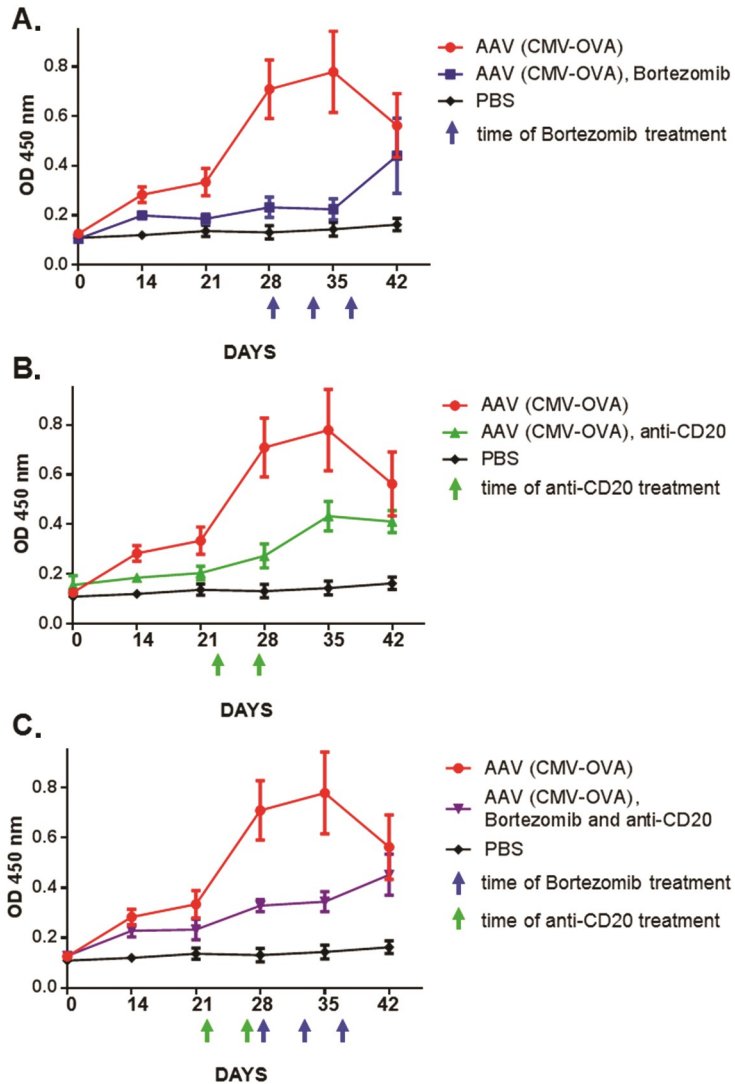 A.
OD 450 nm
0.8
0.6
0.4
0.2
0.0
0 14 21 28 35 42
DAYS
AAV (CMV-OVA)
AAV (CMV-OVA), Bortezomib
PBS
time of Bortezomib treatment
B.
OD 450 nm
0.8
0.6
0.4
0.2
0.0
0 14 21 28 35 42
DAYS
AAV (CMV-OVA)
AAV (CMV-OVA), anti-CD20
PBS
time of anti-CD20 treatment
C.
OD 450 nm
0.8
0.6
0.4
0.2
0.0
0 14 21 28 35 42
DAYS
AAV (CMV-OVA)
AAV (CMV-OVA),
Bortezomib and anti-CD20
PBS
time of Bortezomib treatment
time of anti-CD20 treatment